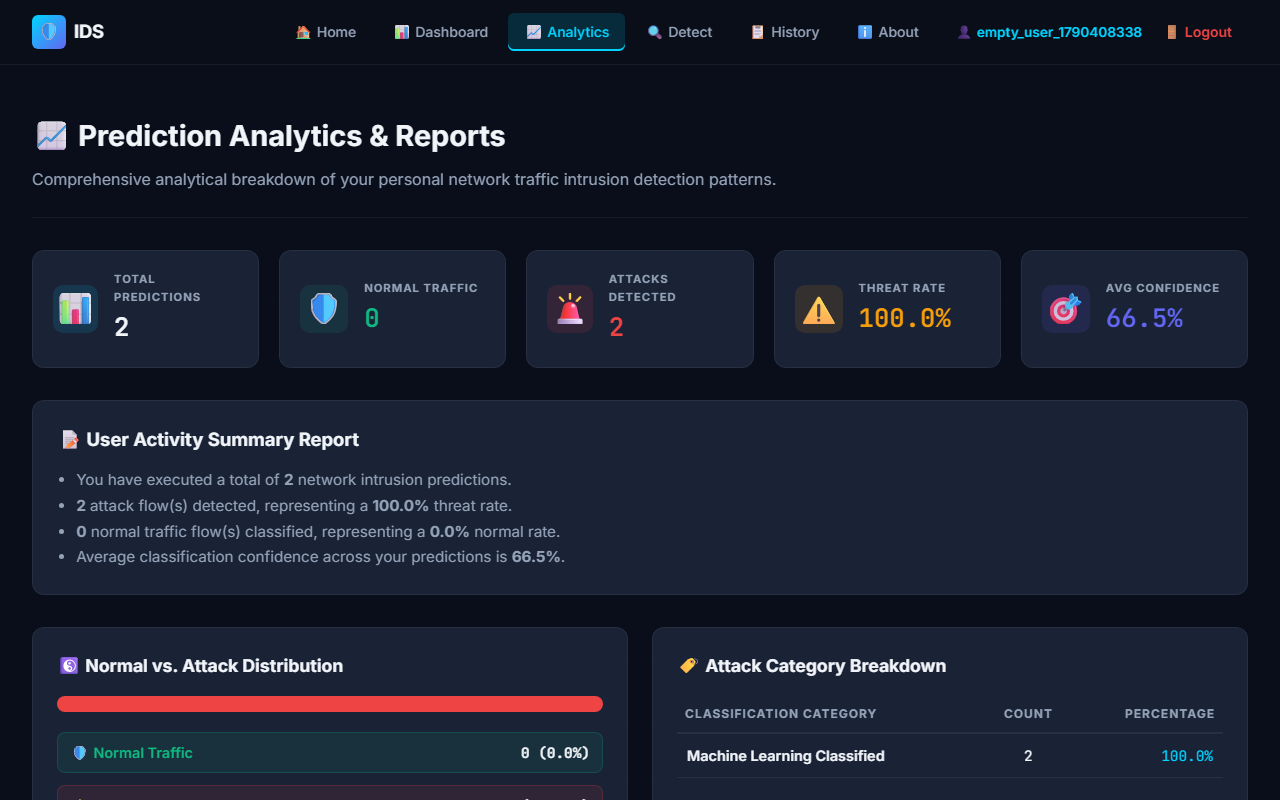 IDS
Home
Dashboard
Analytics
Detect
History
About
empty_user_1790408338
Logout
Prediction Analytics & Reports
Comprehensive analytical breakdown of your personal network traffic intrusion detection patterns.
TOTAL
PREDICTIONS
2
NORMAL TRAFFIC
0
ATTACKS
DETECTED
2
THREAT RATE
100.0%
AVG CONFIDENCE
66.5%
User Activity Summary Report
You have executed a total of 2 network intrusion predictions.
2 attack flow(s) detected, representing a 100.0% threat rate.
0 normal traffic flow(s) classified, representing a 0.0% normal rate.
Average classification confidence across your predictions is 66.5%.
Normal vs. Attack Distribution
Normal Traffic 0 (0.0%)
Attack Category Breakdown
CLASSIFICATION CATEGORY COUNT PERCENTAGE
Machine Learning Classified 2 100.0%